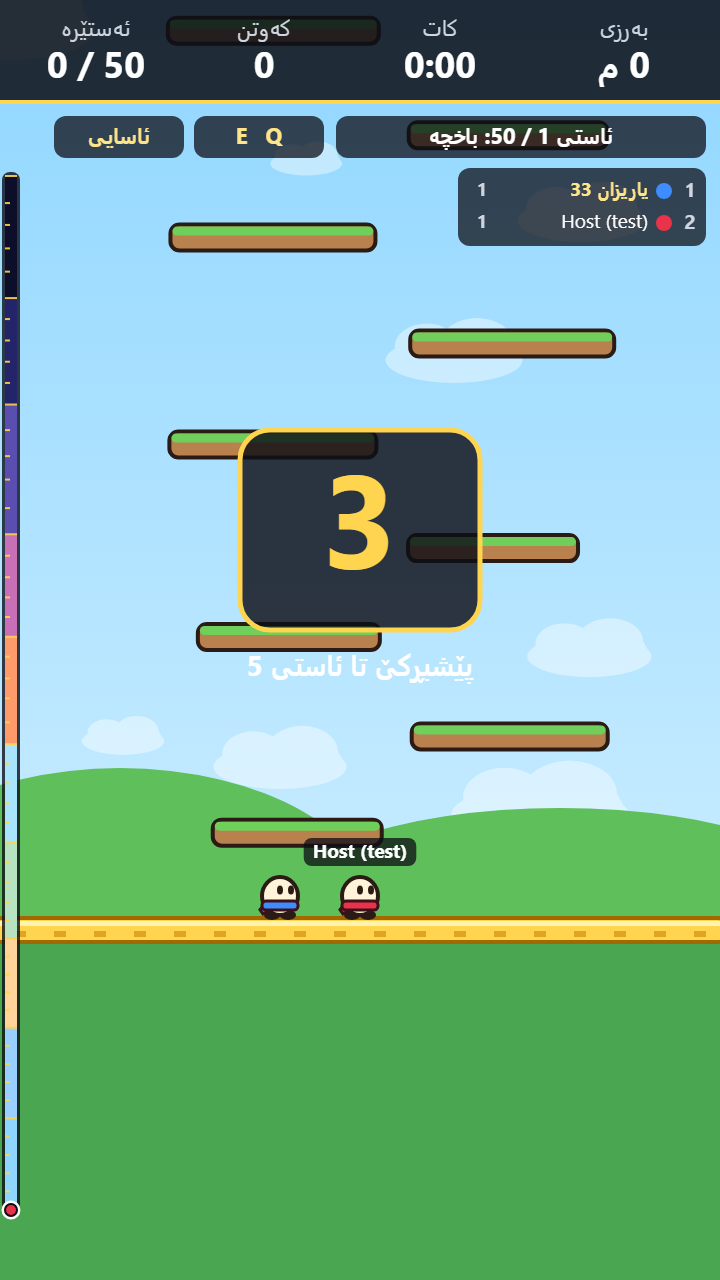 بەرزی
0 م
کات
0:00
کەوتن
0
ئەستێرە
0 / 50
ئاستی 1 / 50: باخچە
E Q
ئاسایی
1 یاریزان 33 1
2 Host (test) 1
3
پێشبڕکێ تا ئاستی 5
Host (test)